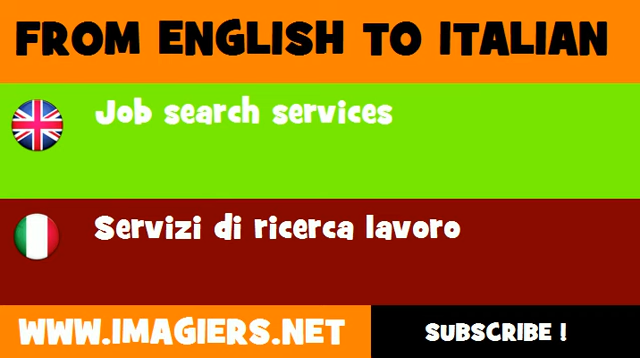 FROM ENGLISH TO ITALIAN
Job search services
Servizi di ricerca lavoro
WWW.IMAGIERS.NET
SUBSCRIBE !